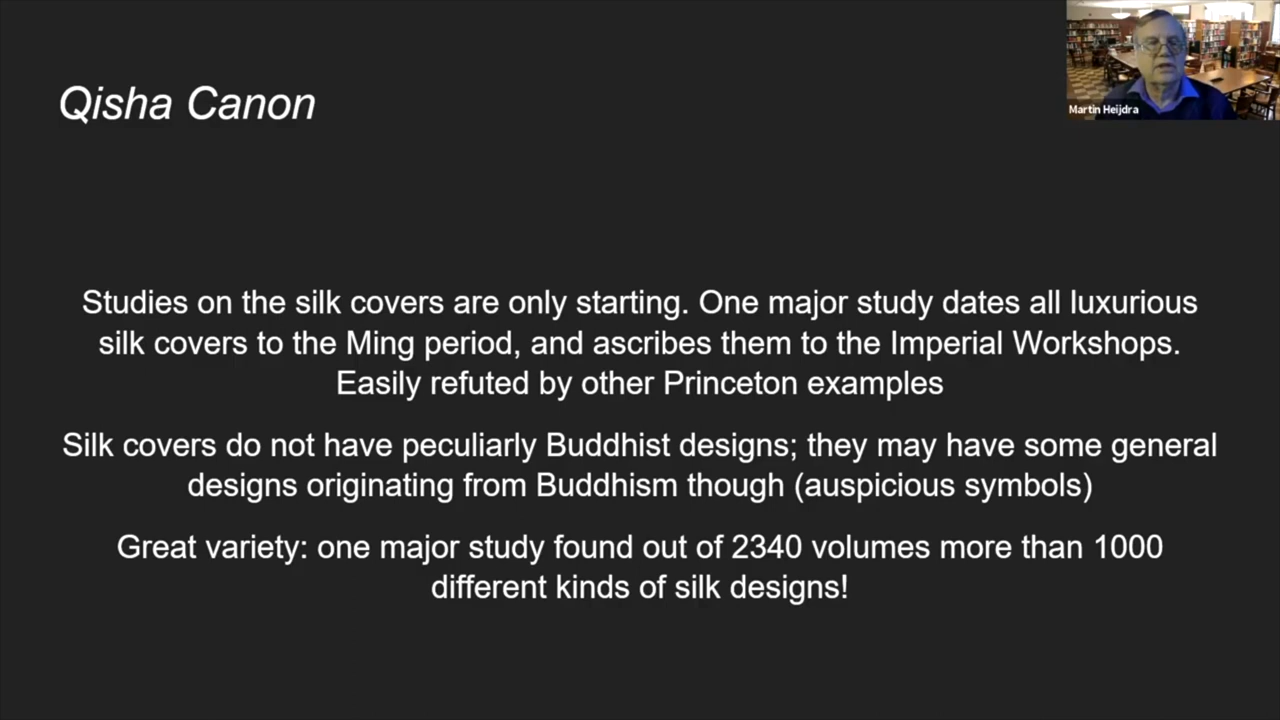 Qisha Canon
Martin Heijdra
Studies on the silk covers are only starting. One major study dates all luxurious
silk covers to the Ming period, and ascribes them to the Imperial Workshops.
Easily refuted by other Princeton examples
Silk covers do not have peculiarly Buddhist designs; they may have some general
designs originating from Buddhism though (auspicious symbols)
Great variety: one major study found out of 2340 volumes more than 1000
different kinds of silk designs!